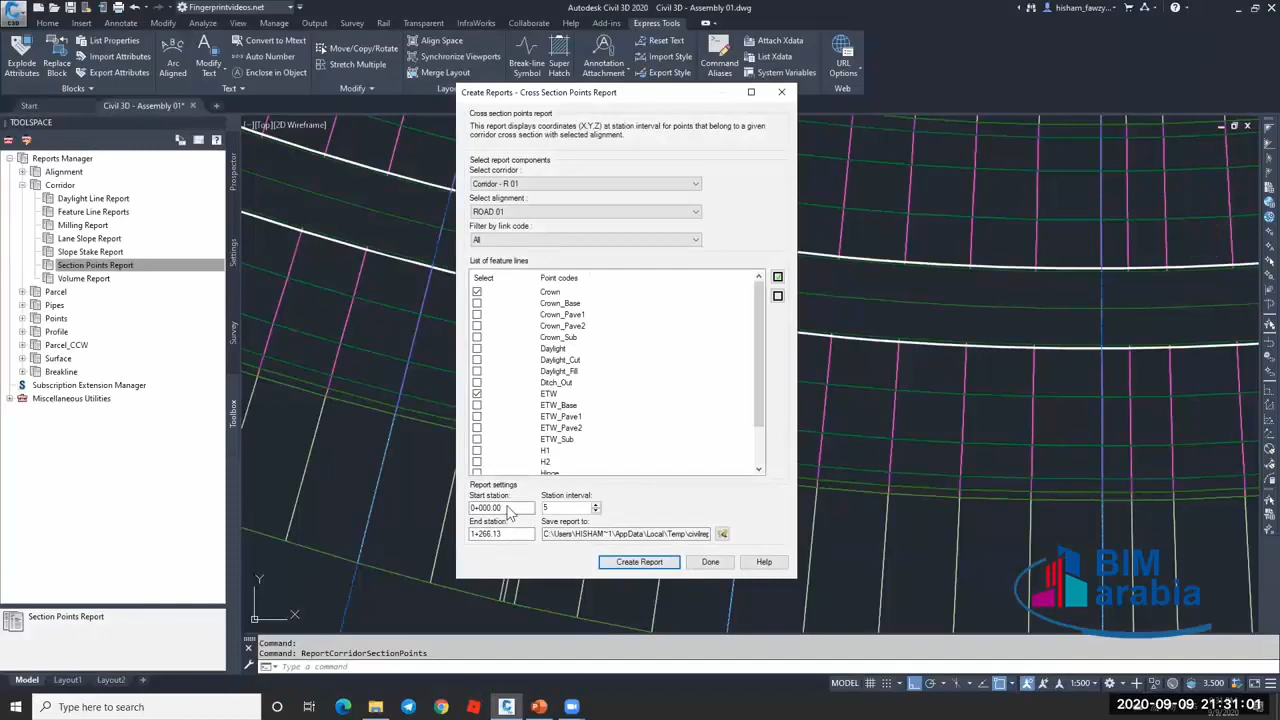 Fingerprintvideos.net
Autodesk Civil 3D 2020 Civil 3D - Assembly 01.dwg
hisham_fawzy...
Home Insert Annotate Modify Analyze View Manage Output Survey Rail Transparent InfraWorks Collaborate Help Add-ins Express Tools
Explode Attributes
Replace Block
List Properties
Import Attributes
Export Attributes
Arc Aligned
Modify Text
Convert to Mtext
Auto Number
Enclose in Object
Move/Copy/Rotate
Stretch Multiple
Align Space
Synchronize Viewports
Merge Layout
Break-line Symbol
Super Hatch
Annotation Attachment
Reset Text
Import Style
Export Style
Command Aliases
Attach Xdata
List Xdata
System Variables
URL Options
Blocks
Text
Modify
Web
Start
Civil 3D - Assembly 01*
TOOLSPACE
[−][Top][2D Wireframe]
Reports Manager
Alignment
Corridor
Daylight Line Report
Feature Line Reports
Milling Report
Lane Slope Report
Slope Stake Report
Section Points Report
Volume Report
Parcel
Pipes
Points
Profile
Parcel_CCW
Surface
Breakline
Subscription Extension Manager
Miscellaneous Utilities
Prospector
Settings
Survey
Toolbox
Section Points Report
Create Reports - Cross Section Points Report
Cross section points report
This report displays coordinates (X,Y,Z) at station interval for points that belong to a given
corridor cross section with selected alignment.
Select report components
Select corridor :
Corridor - R 01
Select alignment :
ROAD 01
Filter by link code :
All
List of feature lines
Select Point codes
Crown
Crown_Base
Crown_Pave1
Crown_Pave2
Crown_Sub
Daylight
Daylight_Cut
Daylight_Fill
Ditch_Out
ETW
ETW_Base
ETW_Pave1
ETW_Pave2
ETW_Sub
H1
H2
Hinge
Report settings
Start station: Station interval:
0+000.00 5
End station: Save report to:
1+266.13 C:\Users\HISHAM~1\AppData\Local\Temp\civilrep
Create Report Done Help
BIM
arabia
Y
X
Command:
Command: ReportCorridorSectionPoints
Type a command
Model Layout1 Layout2 +
MODEL 1:500 3.500
Type here to search
2020-09-09 21:31:01